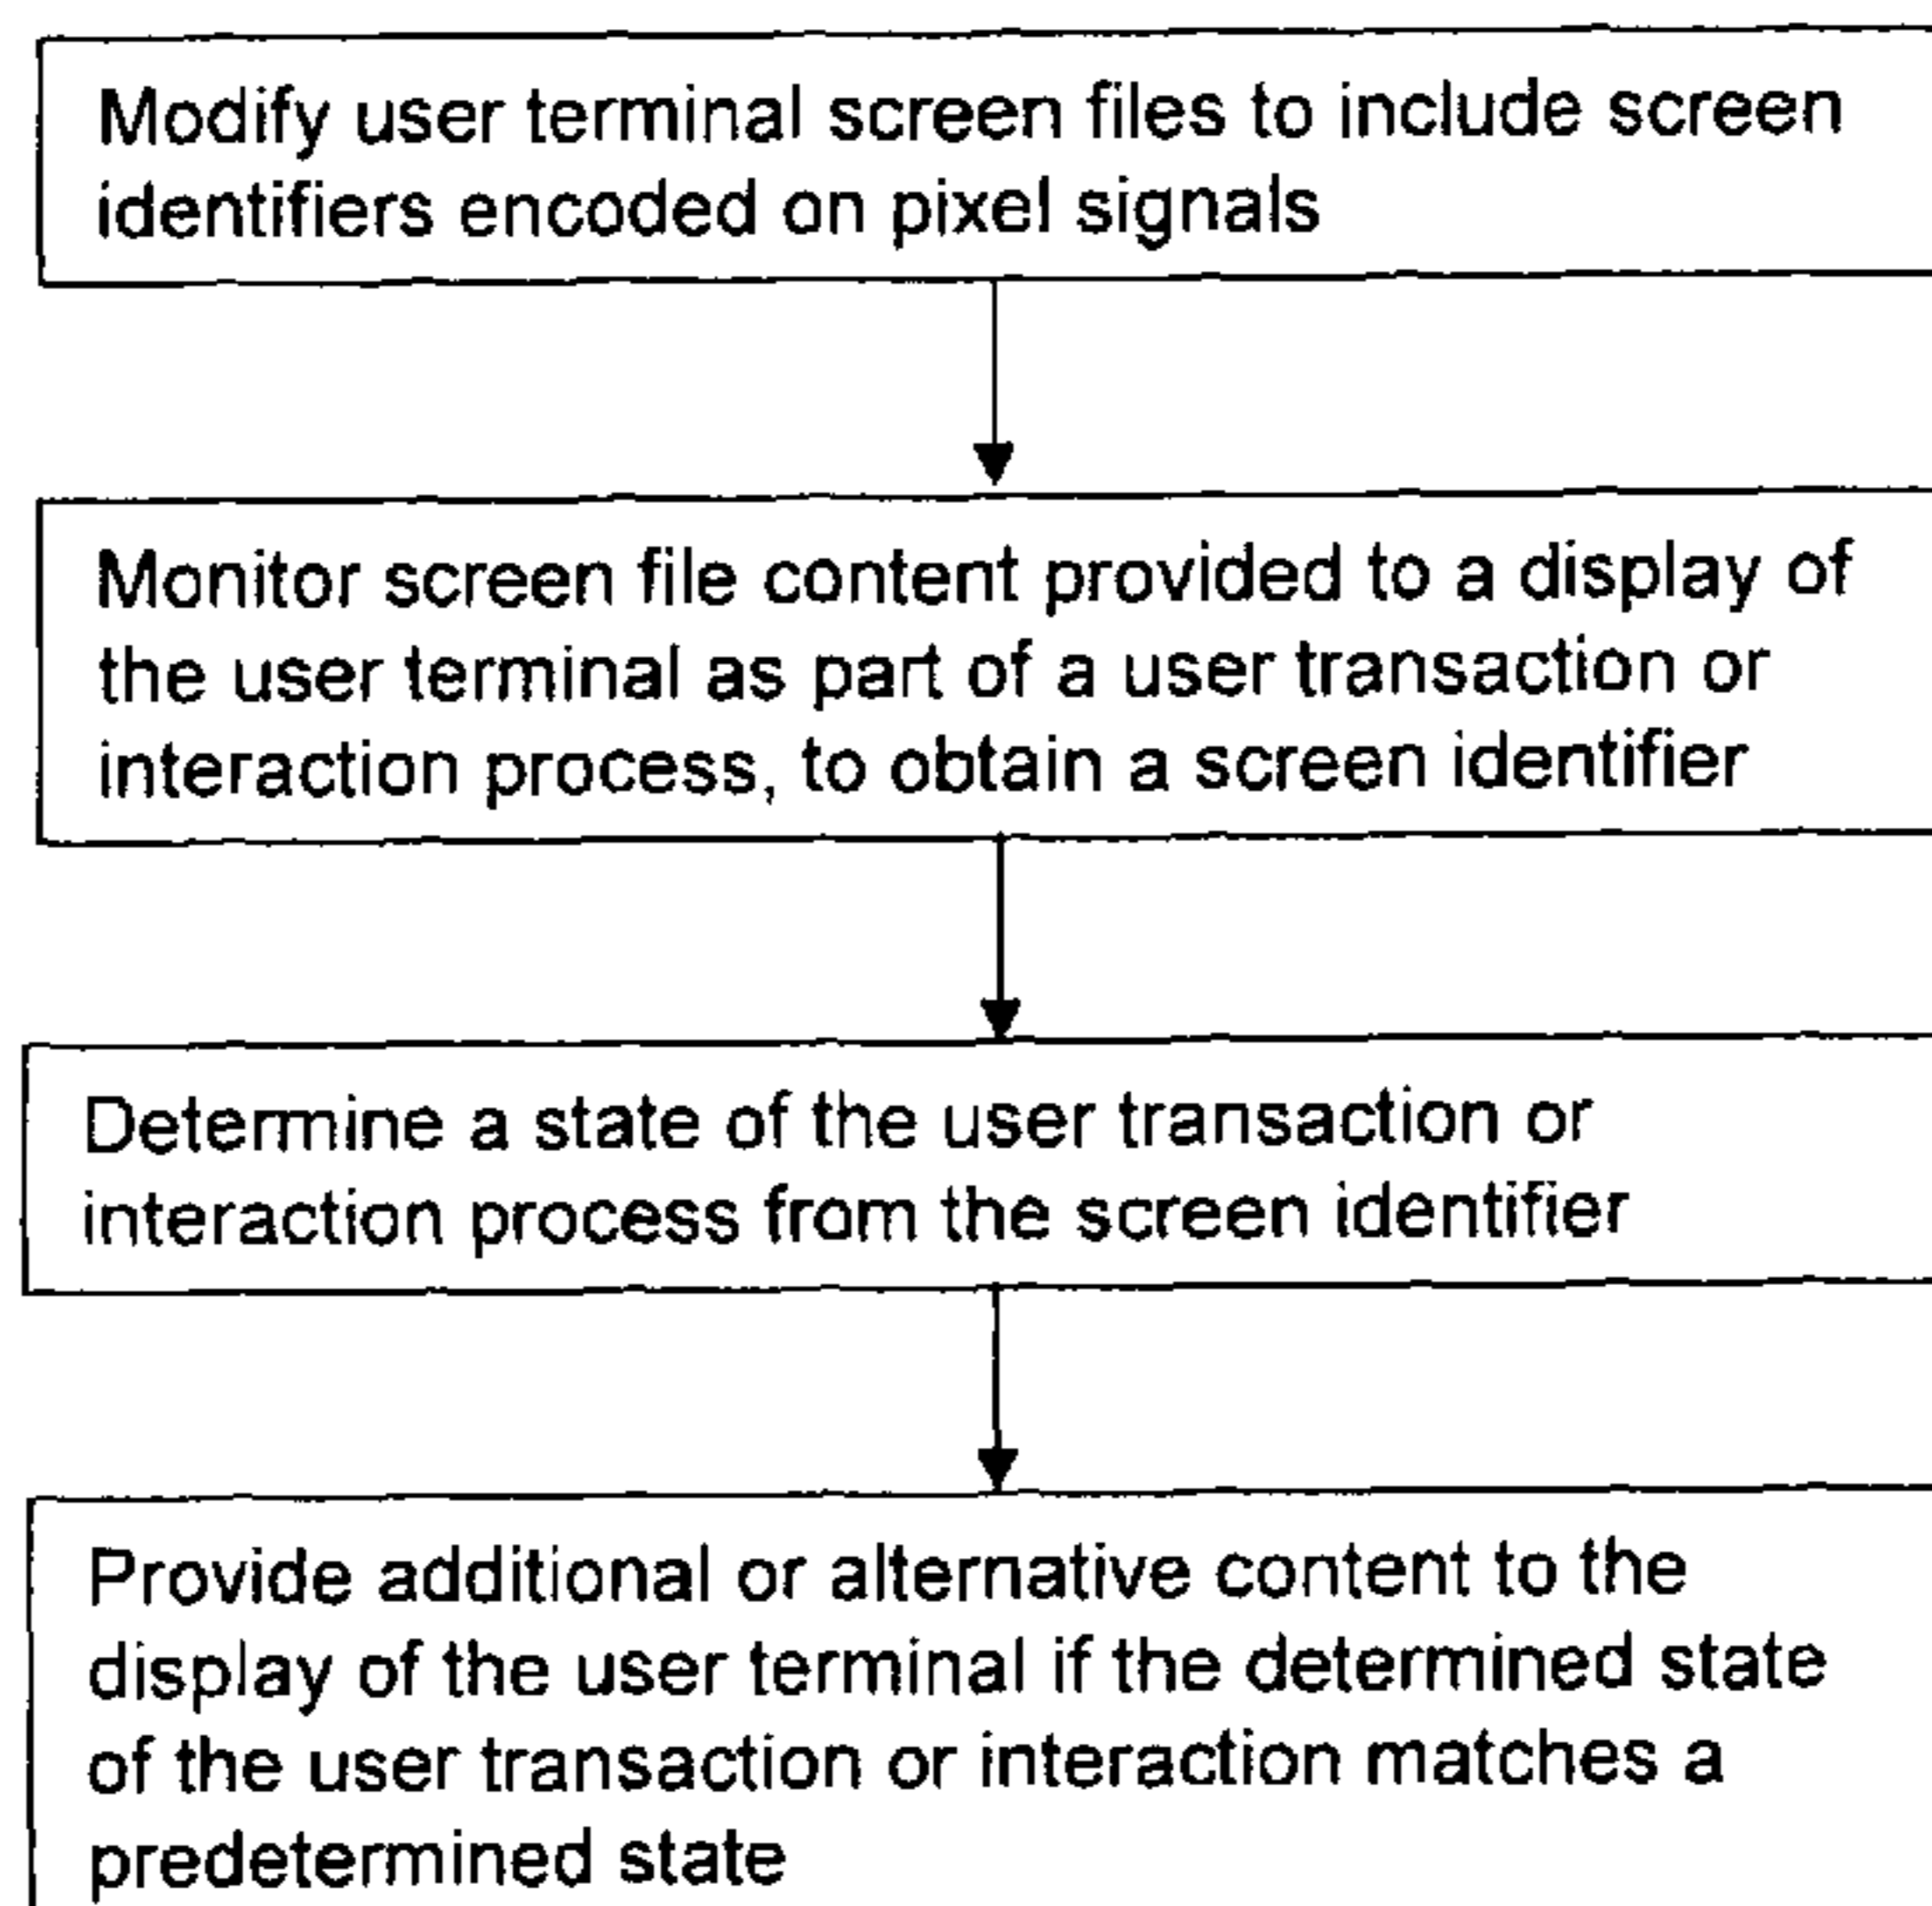 Modify user terminal screen files to include screen
identifiers encoded on pixel signals
Monitor screen file content provided to a display of
the user terminal as part of a user transaction or
interaction process, to obtain a screen identifier
Determine a state of the user transaction or
interaction process from the screen identifier
Provide additional or alternative content to the
display of the user terminal if the determined state
of the user transaction or interaction matches a
predetermined state